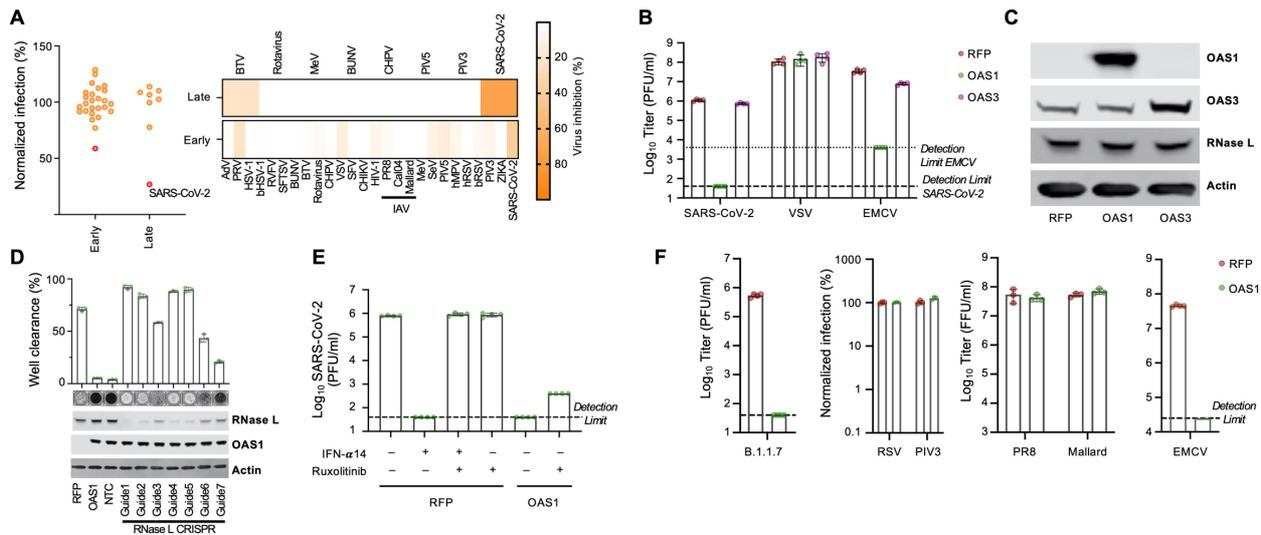 A
Normalized infection (%)
150
100
50
SARS-CoV-2
Early
Late
BTV
Rotavirus
MeV
BUNV
CHPV
PIV5
PIV3
SARS-CoV-2
Late
Early
AdV
PRV
HSV-1
bHSV-1
RVFV
SFTSV
BUNV
BTV
Rotavirus
CHPV
VSV
SFV
CHIKV
HIV-1
PR8
Cal04
Mallard
MeV
SeV
PIV5
hMPV
hRSV
bRSV
PIV3
ZIKA
SARS-CoV-2
IAV
20
40
60
80
Virus inhibition (%)
B
Log10 Titer (PFU/ml)
9
8
7
6
5
4
3
2
1
RFP
OAS1
OAS3
Detection
Limit EMCV
Detection Limit
SARS-CoV-2
SARS-CoV-2
VSV
EMCV
C
OAS1
OAS3
RNase L
Actin
RFP
OAS1
OAS3
D
Well clearance (%)
100
50
0
RNase L
OAS1
Actin
RFP
OAS1
NTC
Guide1
Guide2
Guide3
Guide4
Guide5
Guide6
Guide7
RNase L CRISPR
E
Log10 SARS-CoV-2
(PFU/ml)
7
6
5
4
3
2
1
Detection
Limit
IFN-α14 – + + – – –
Ruxolitinib – – + + – +
RFP
OAS1
F
Log10 Titer (PFU/ml)
7
6
5
4
3
2
1
B.1.1.7
Normalized infection (%)
1000
100
10
1
0.1
RSV
PIV3
Log10 Titer (FFU/ml)
9
8
7
6
5
4
3
PR8
Mallard
9
8
7
6
5
4
EMCV
RFP
OAS1
Detection
Limit